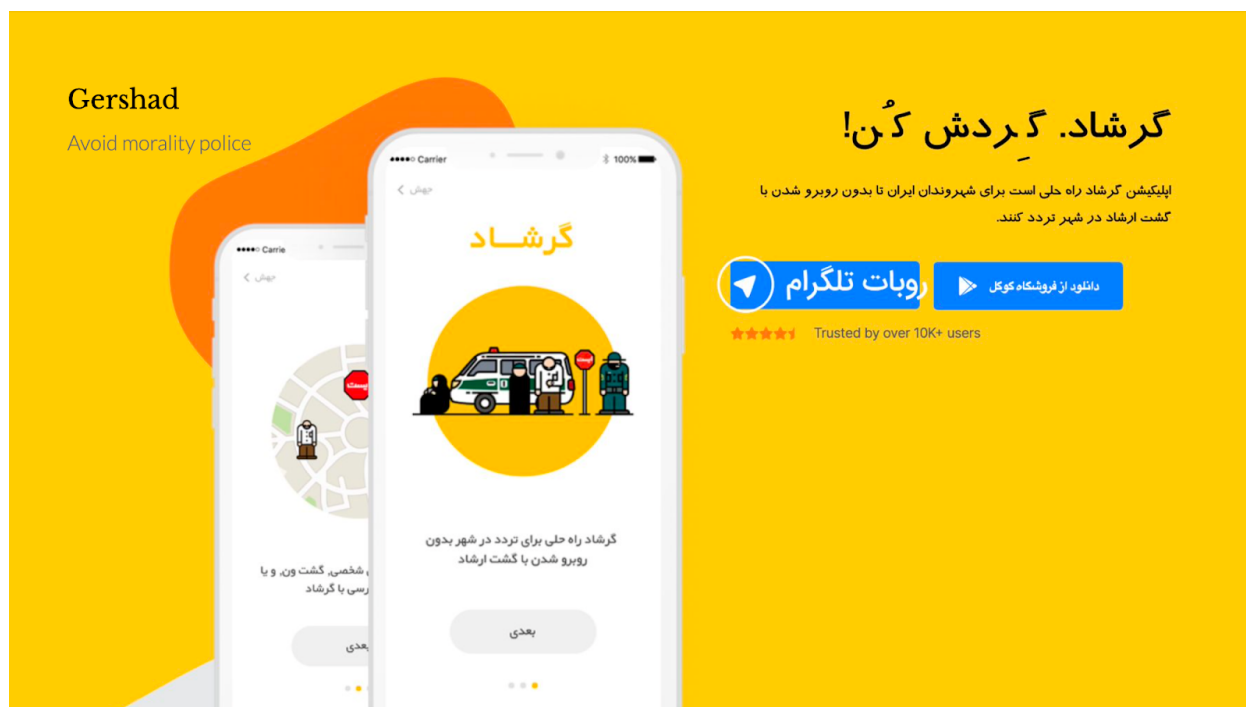 Gershad
Avoid morality police
گرشاد. گِردش کُن!
اپلیکیشن گرشاد راه حلی است برای شهروندان ایران تا بدون روبرو شدن با
گشت ارشاد در شهر تردد کنند.
دانلود از فروشگاه گوگل
روبات تلگرام
Trusted by over 10K+ users
Carrier
100%
جهش
گرشـــاد
ایست
گرشاد راه حلی برای تردد در شهر بدون
روبرو شدن با گشت ارشاد
بعدی
Carrie
جهش
ایست
شخصی, گشت ون, و یا
رسی با گرشاد
بعدی